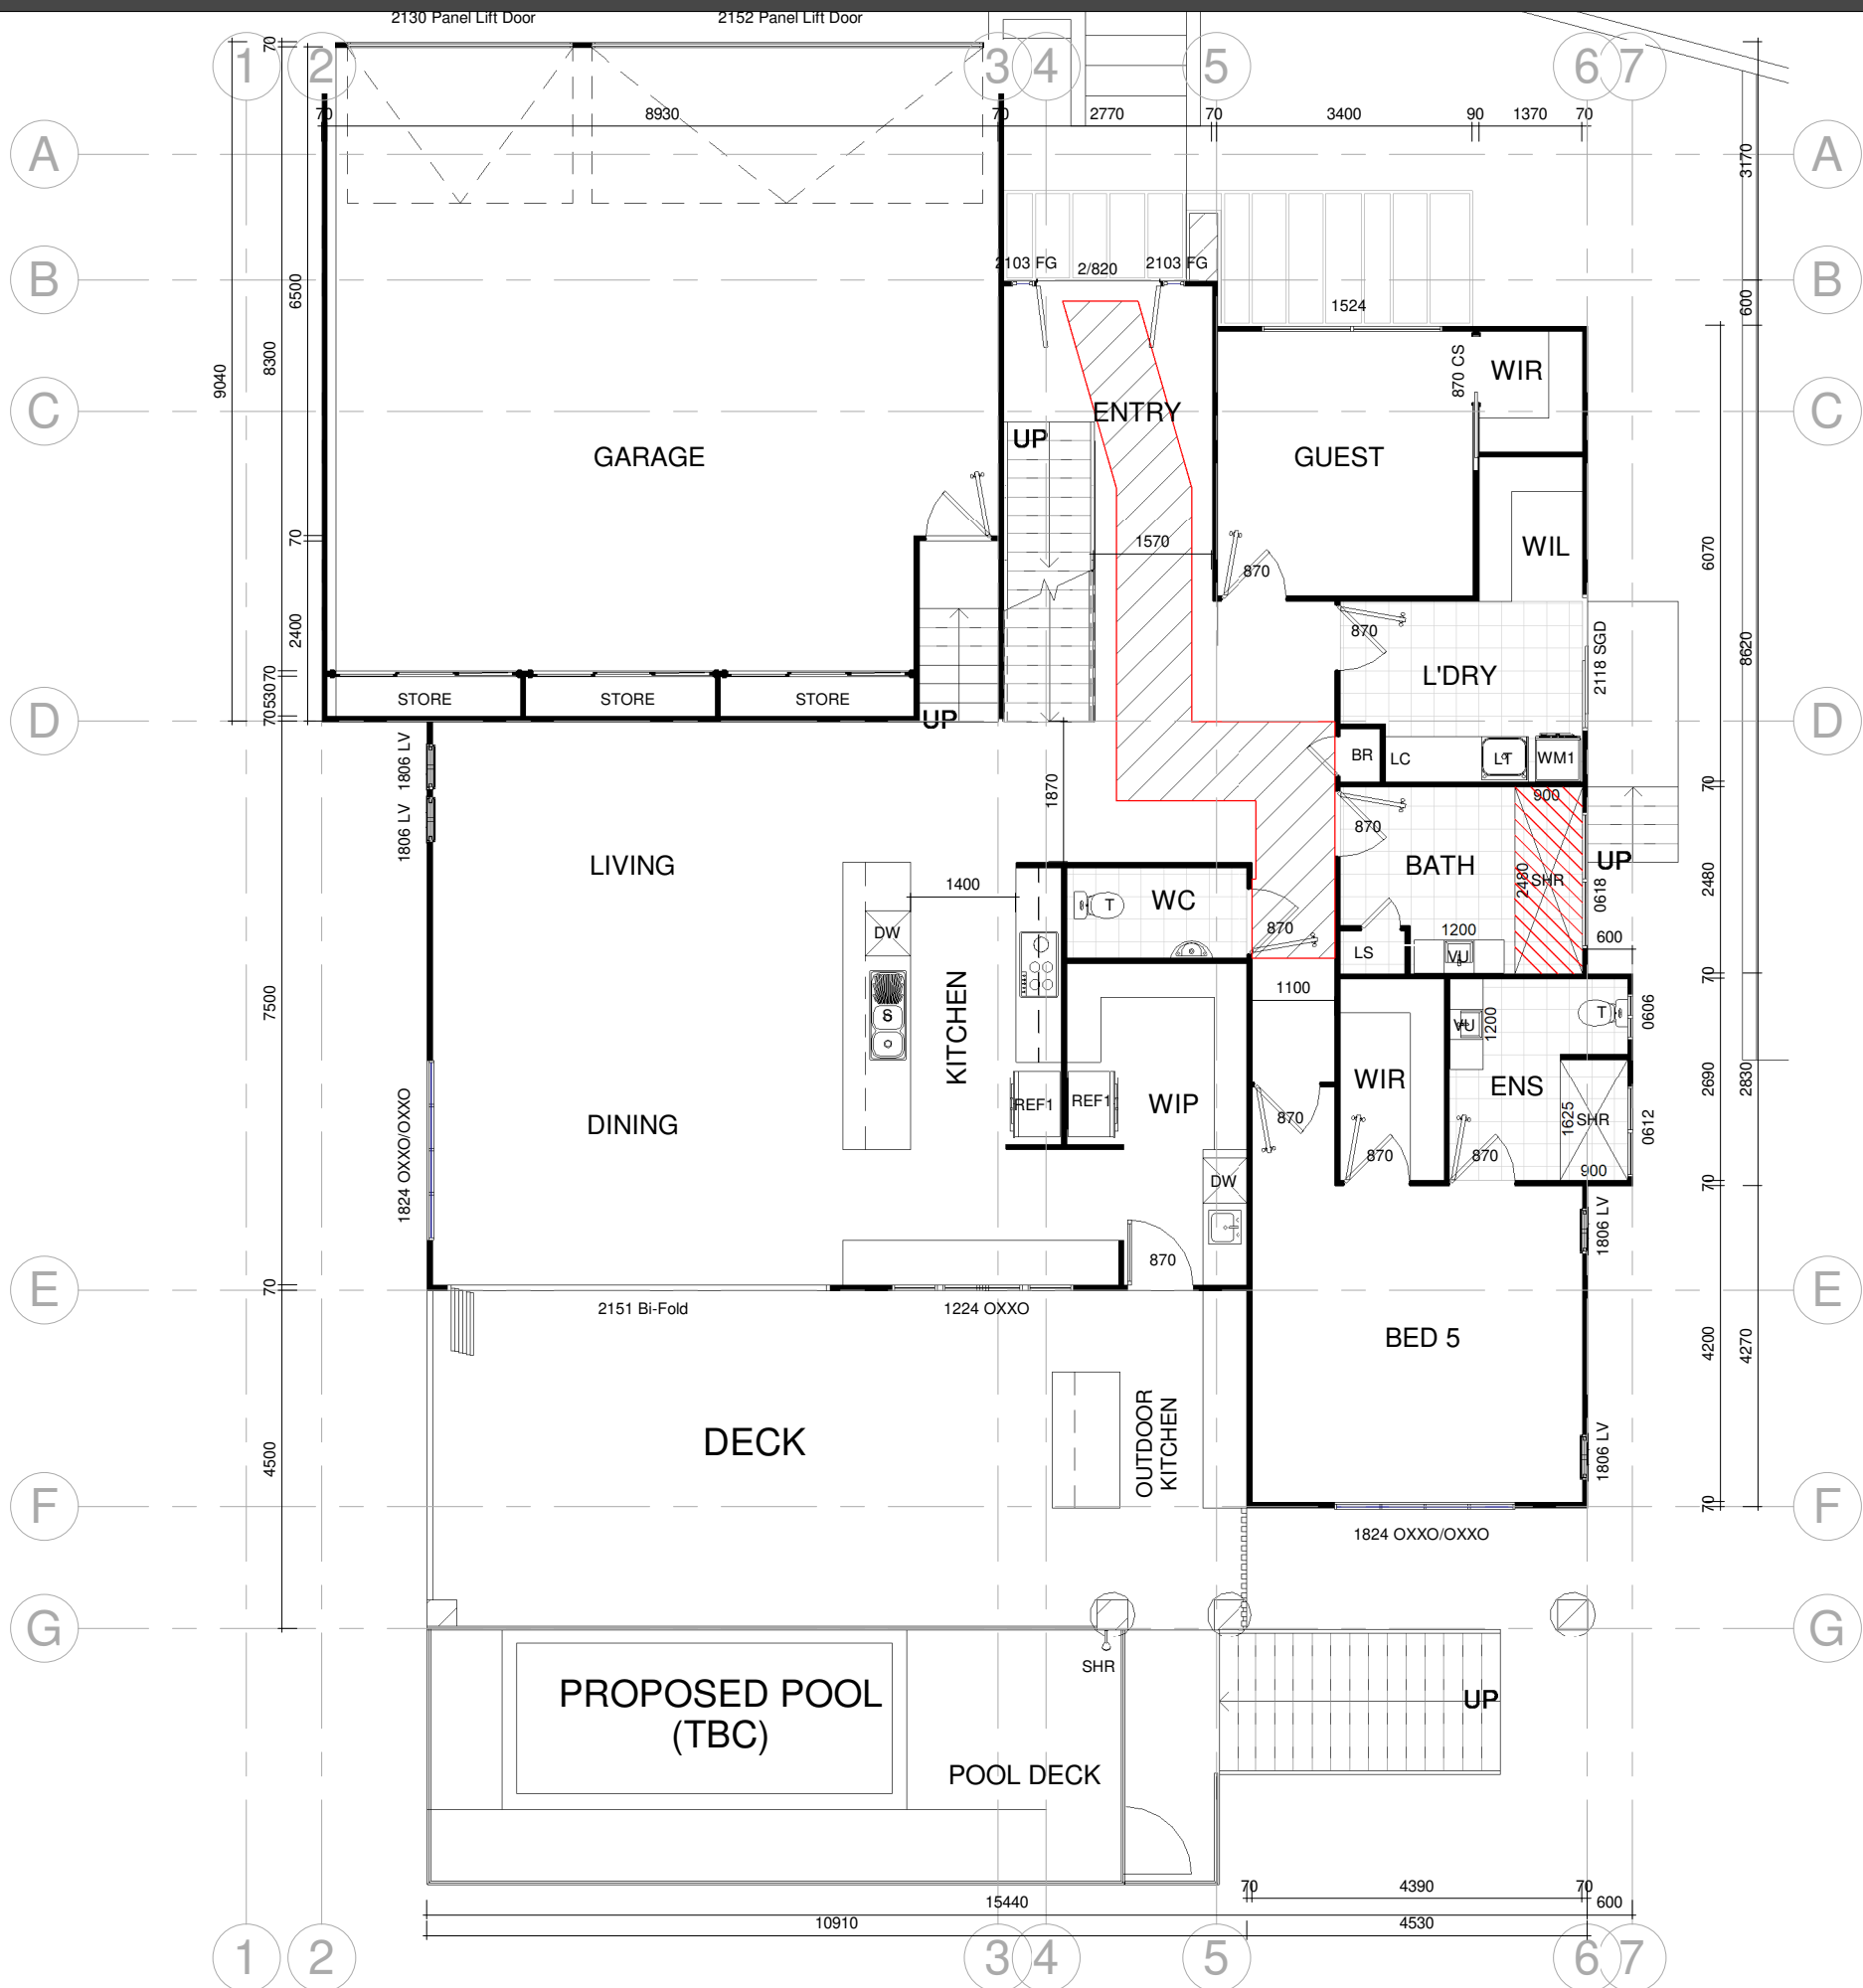 2130 Panel Lift Door
2152 Panel Lift Door
1
2
3
4
5
6
7
70
70
8930
70
2770
70
3400
90
1370
70
A
A
3170
B
B
6500
2103 FG
2/820
2103 FG
600
1524
8300
9040
870 CS
WIR
C
C
ENTRY
UP
GARAGE
GUEST
70
1570
WIL
870
6070
2400
870
2118 SGD
8620
L'DRY
70
530
70
STORE
STORE
STORE
UP
D
D
1806 LV
BR
LC
LT
WM1
1870
70
900
1806 LV
870
LIVING
BATH
UP
1400
2480
SHR
0618
2480
WC
T
DW
870
1200
600
LS
VU
70
7500
S
KITCHEN
1100
VU
1200
T
0606
WIR
ENS
2690
2830
REF1
REF1
WIP
870
1625
SHR
0612
DINING
1824 OXXO/OXXO
870
870
900
DW
70
1806 LV
870
70
E
E
2151 Bi-Fold
1224 OXXO
BED 5
4200
4270
OUTDOOR
KITCHEN
DECK
4500
1806 LV
F
F
70
1824 OXXO/OXXO
G
G
SHR
PROPOSED POOL
(TBC)
UP
POOL DECK
70
4390
70
15440
600
10910
4530
1
2
3
4
5
6
7